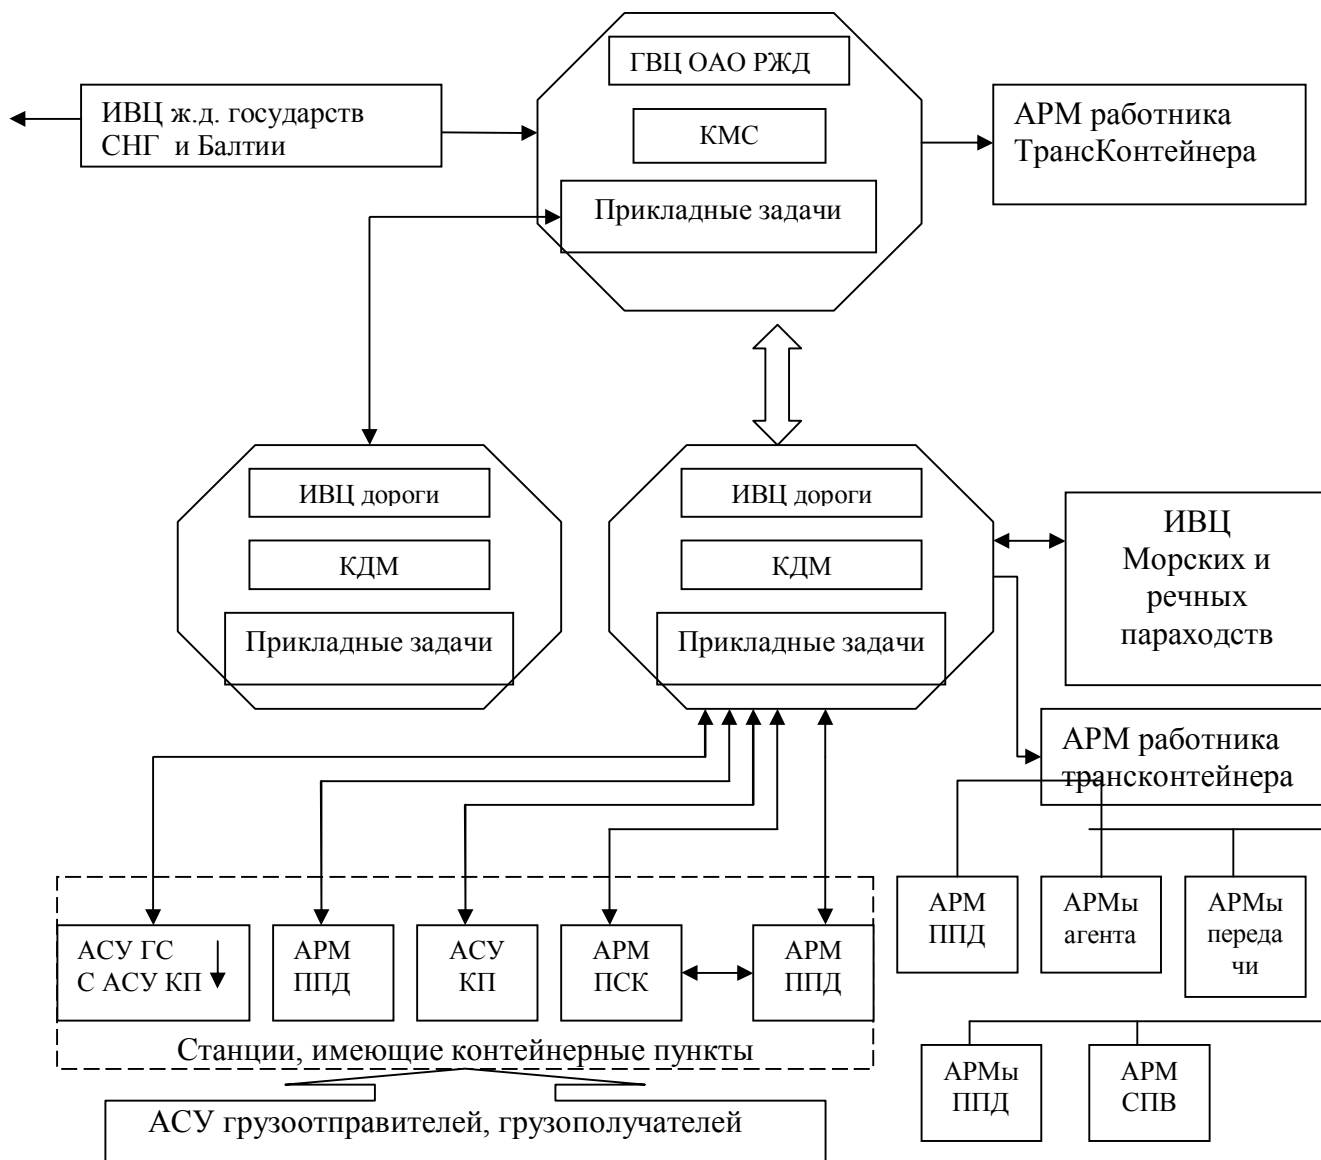 ГВЦ ОАО РЖД
ИВЦ ж.д. государств
СНГ и Балтии
КМС
АРМ работника
ТрансКонтейнера
Прикладные задачи
ИВЦ дороги
КДМ
Прикладные задачи
ИВЦ дороги
КДМ
Прикладные задачи
ИВЦ
Морских и
речных
параходств
АРМ работника
трансконтейнера
АСУ ГС
С АСУ КП
АРМ
ППД
АСУ
КП
АРМ
ПСК
АРМ
ППД
АРМ
ППД
АРМы
агента
АРМы
переда
чи
Станции, имеющие контейнерные пункты
АРМы
ППД
АРМ
СПВ
АСУ грузоотправителей, грузополучателей